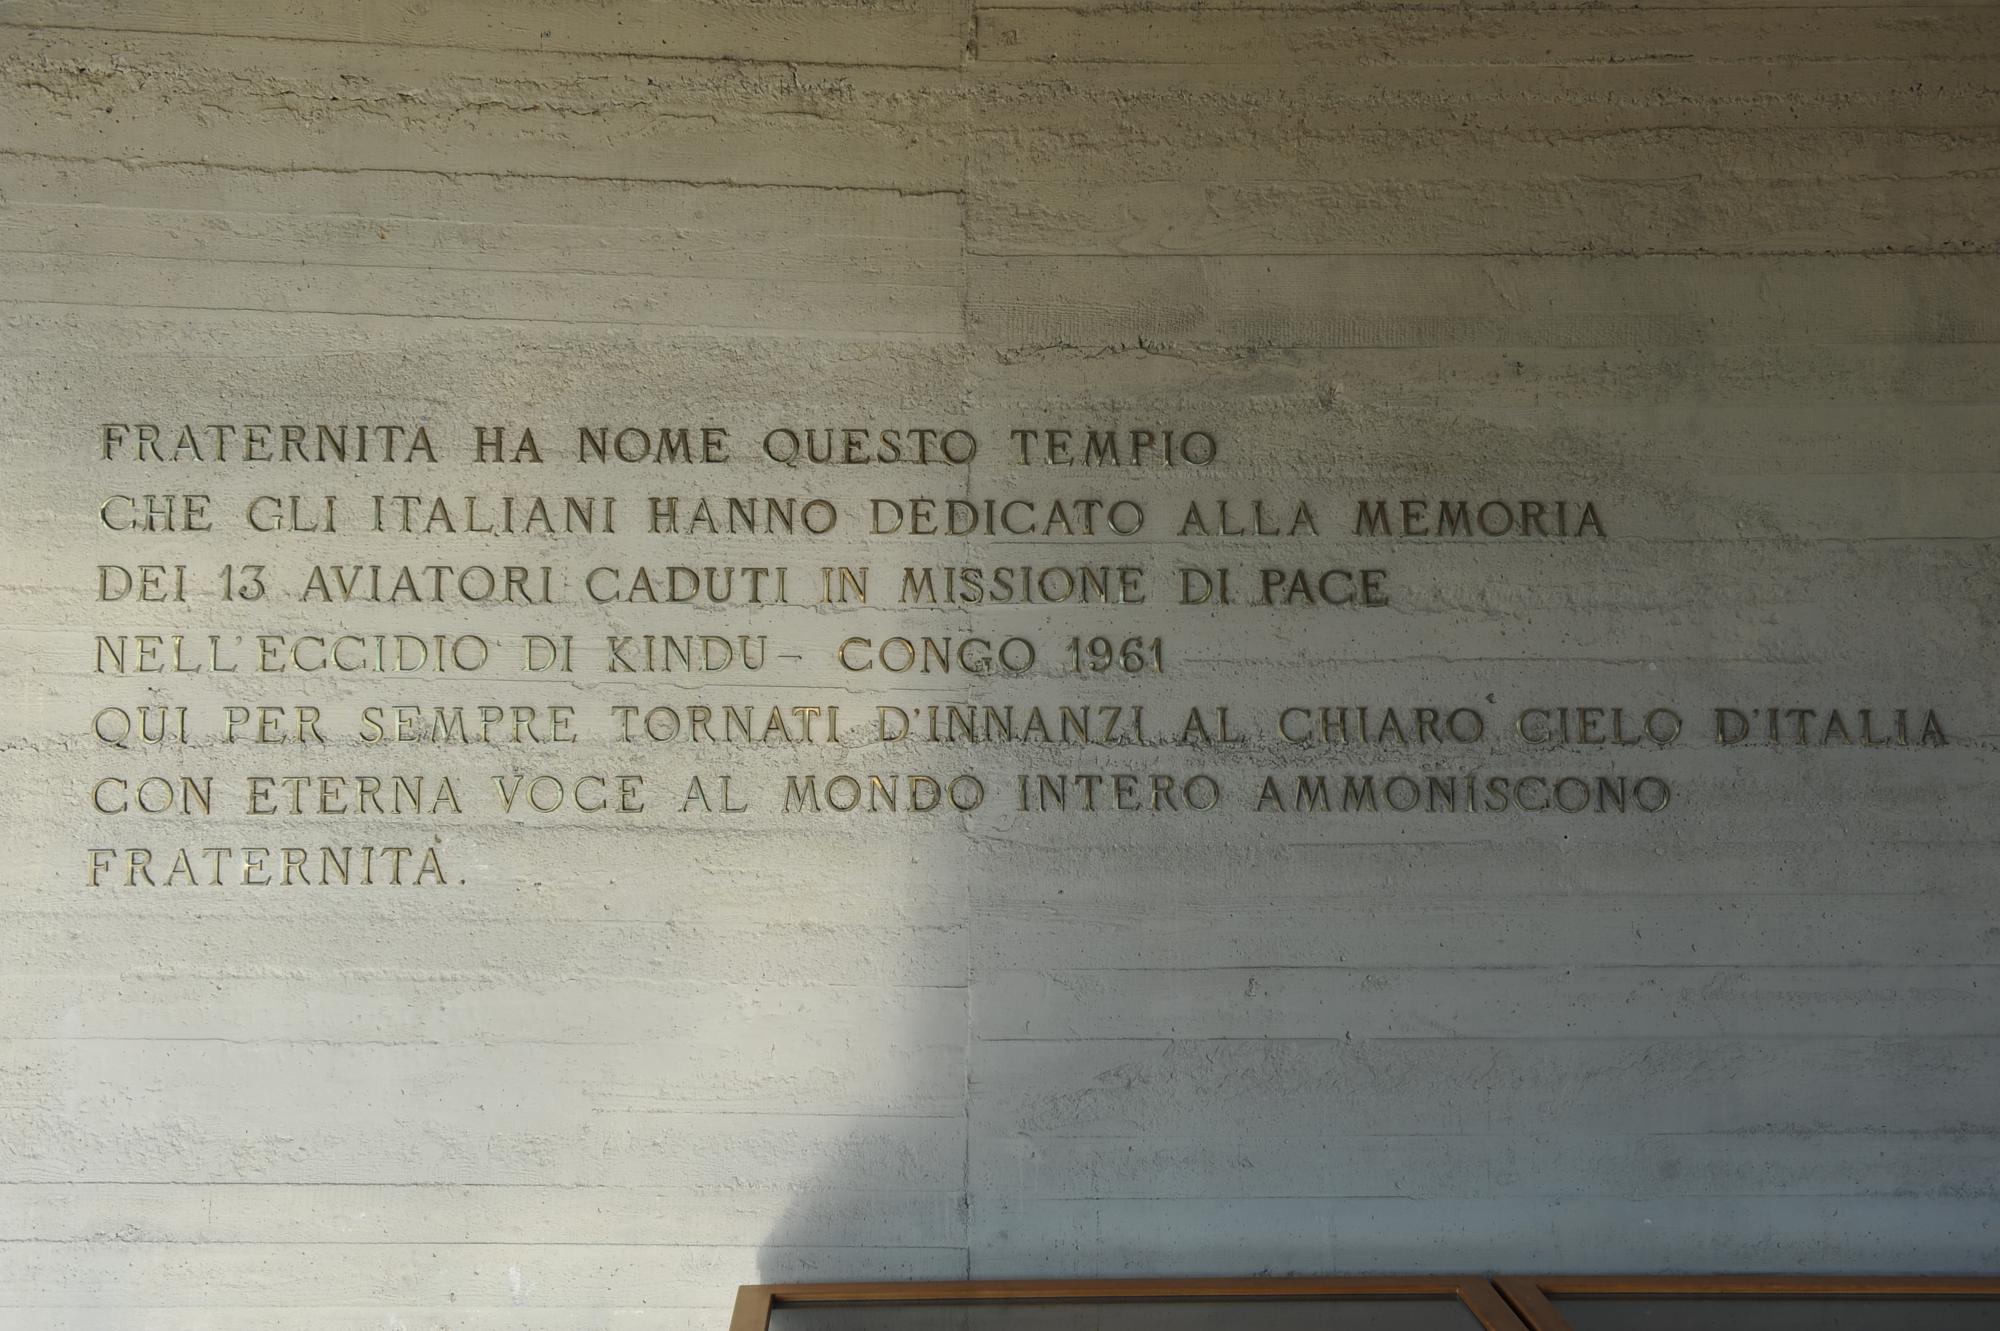 FRATERNITA HA NOME QUESTO TEMPIO
CHE GLI ITALIANI HANNO DEDICATO ALLA MEMORIA
DEI 13 AVIATORI CADUTI IN MISSIONE DI PACE
NELL'ECCIDIO DI KINDU - CONGO 1961
QUI PER SEMPRE TORNATI D'INNANZI AL CHIARO CIELO D'ITALIA
CON ETERNA VOCE AL MONDO INTERO AMMONISCONO
FRATERNITÀ.